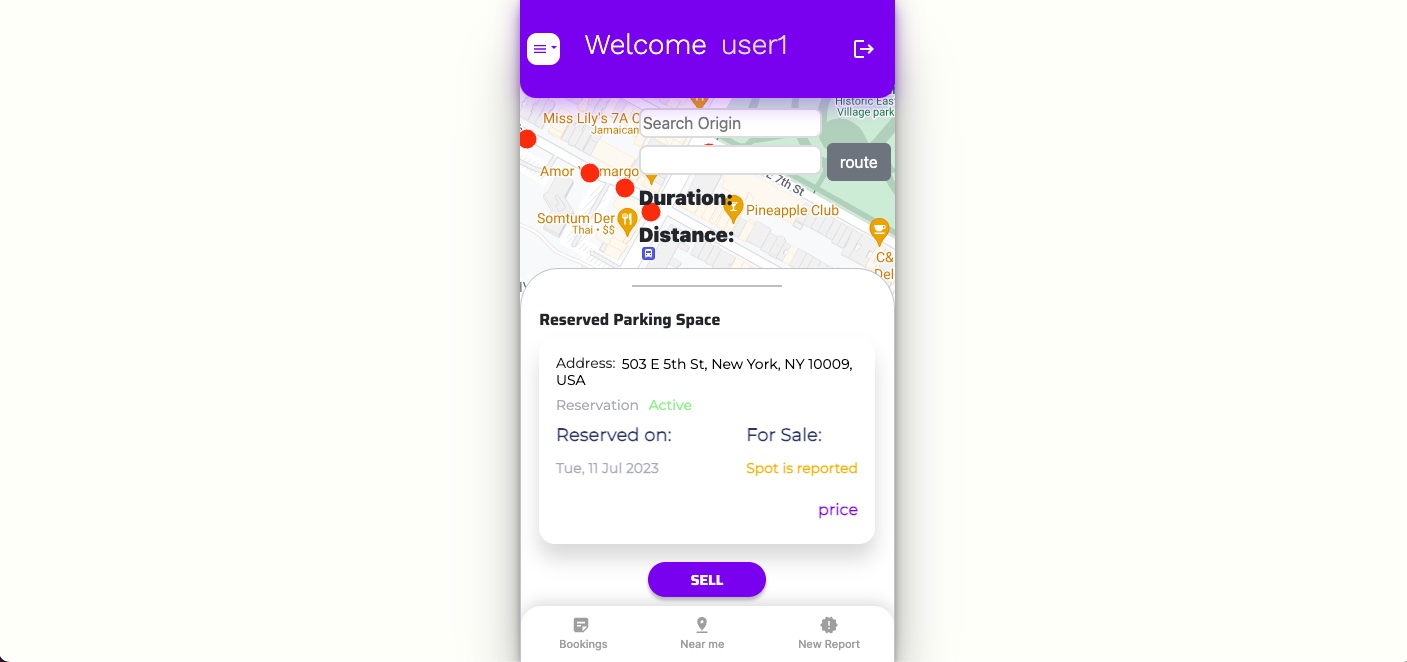 Welcome user1
Historic East
Village park
Miss Lily's 7A C
Jamaican
Search Origin
Amor Y margo
route
E 7th St
Duration:
Pineapple Club
Somtum Der
Thai • $$
Distance:
C&
Del
Reserved Parking Space
Address: 503 E 5th St, New York, NY 10009,
USA
Reservation Active
Reserved on: For Sale:
Tue, 11 Jul 2023 Spot is reported
price
SELL
Bookings Near me New Report